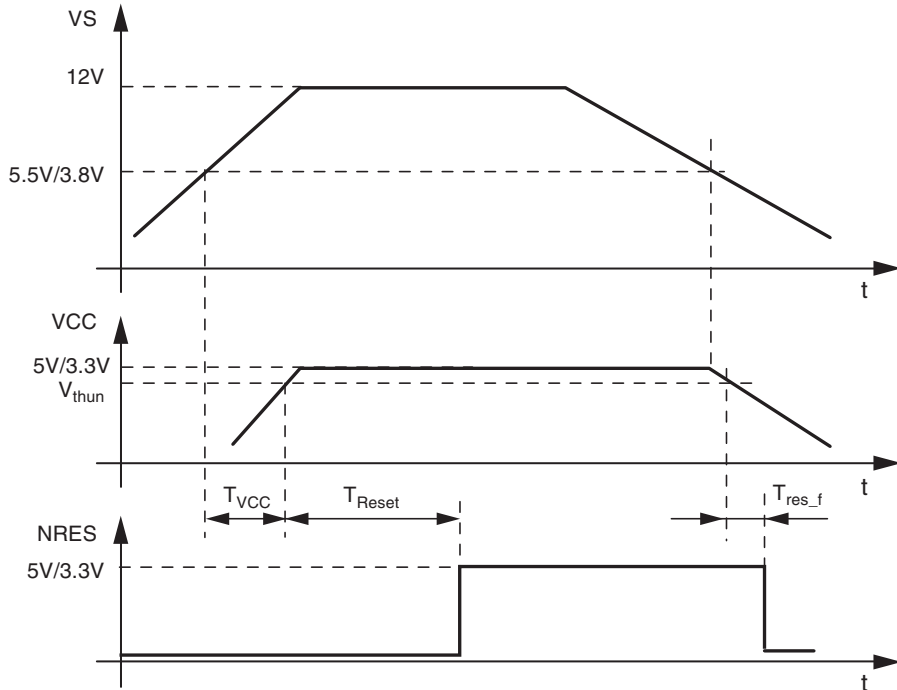 VS
12V
5.5V/3.8V
t
VCC
5V/3.3V
Vthun
t
TVCC
TReset
Tres_f
NRES
5V/3.3V
t